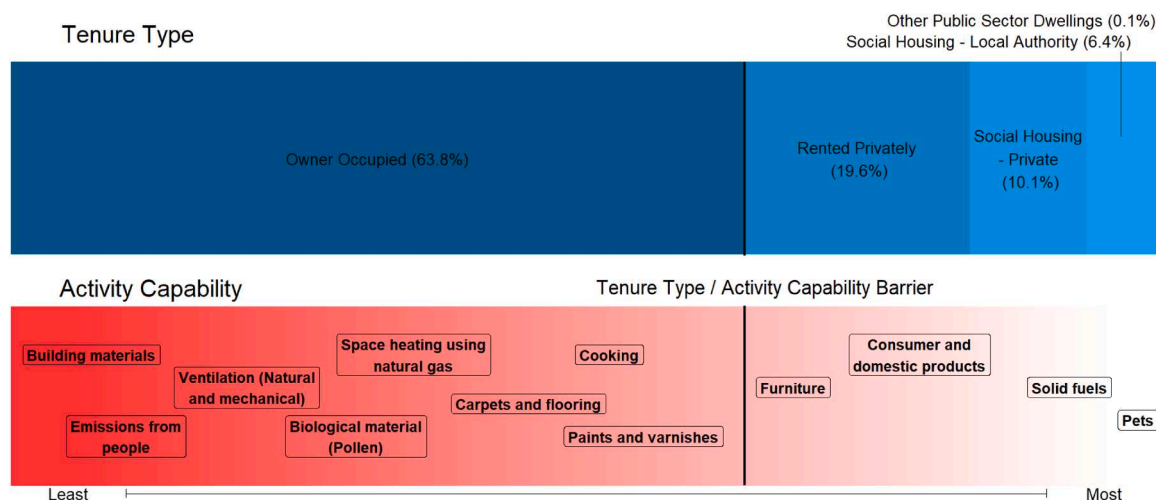 Tenure Type
Other Public Sector Dwellings (0.1%)
Social Housing - Local Authority (6.4%)
Owner Occupied (63.8%)
Rented Privately
(19.6%)
Social Housing
- Private
(10.1%)
Activity Capability
Tenure Type / Activity Capability Barrier
Building materials
Emissions from
people
Ventilation (Natural
and mechanical)
Space heating using
natural gas
Biological material
(Pollen)
Carpets and flooring
Cooking
Paints and varnishes
Furniture
Consumer and
domestic products
Solid fuels
Pets
Least
Most